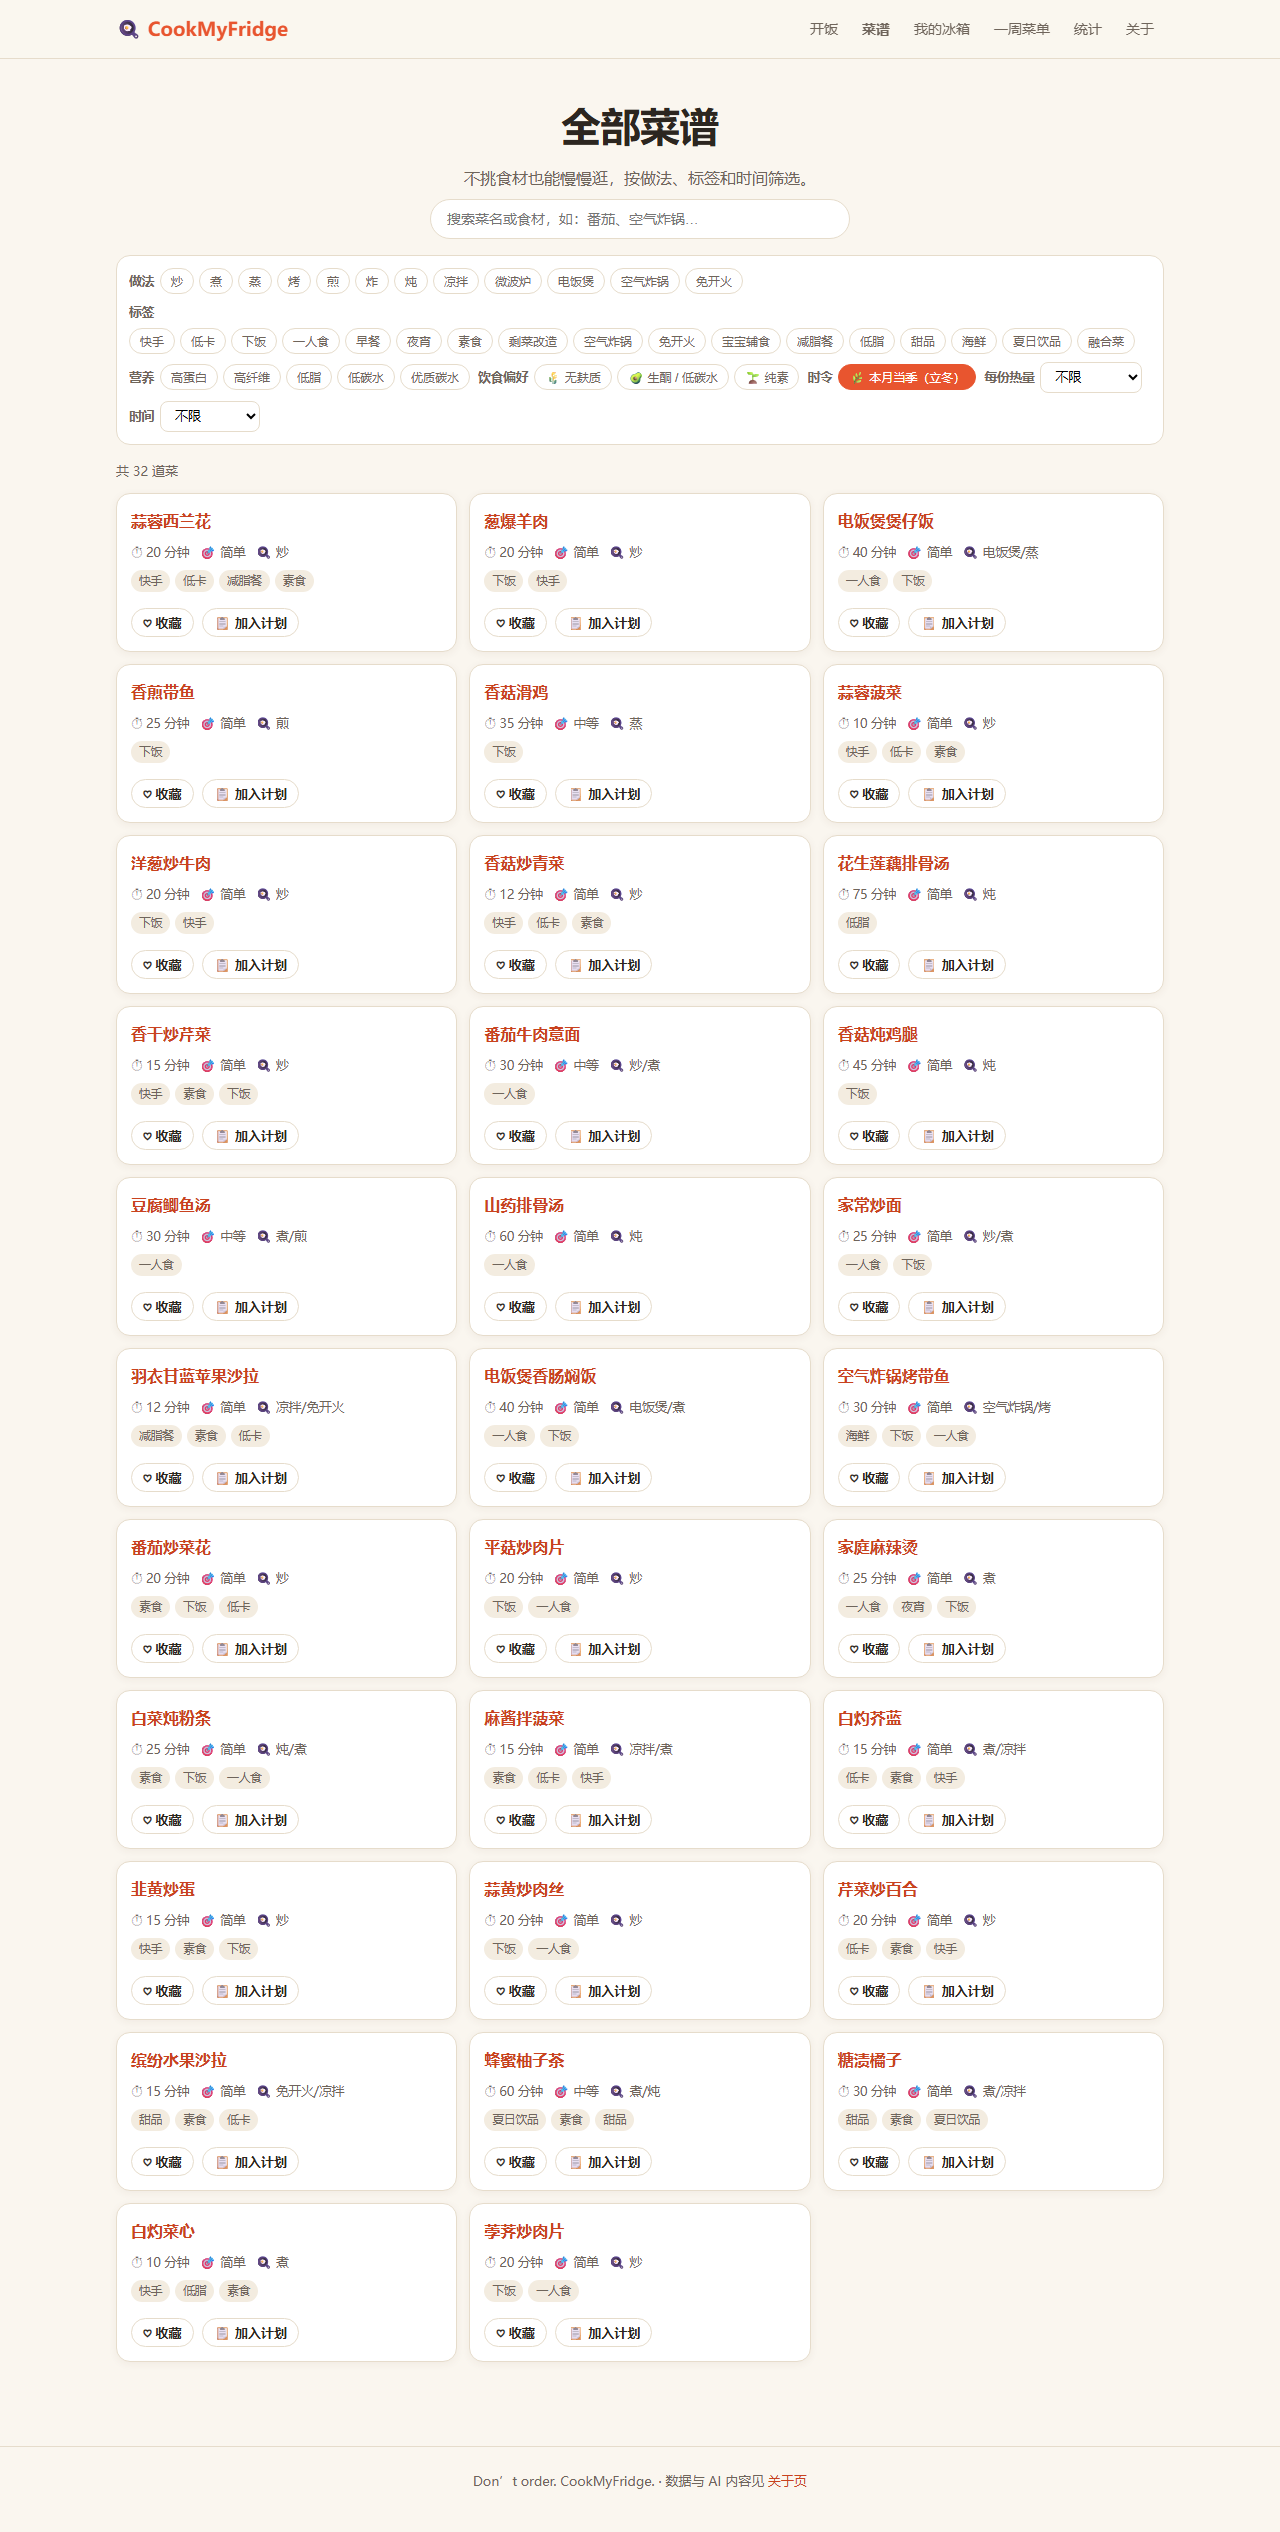 CookMyFridge 开饭 菜谱 我的冰箱 一周菜单 统计 关于
全部菜谱
不挑食材也能慢慢逛，按做法、标签和时间筛选。
搜索菜名或食材，如：番茄、空气炸锅…
做法 炒 煮 蒸 烤 煎 炸 炖 凉拌 微波炉 电饭煲 空气炸锅 免开火
标签
快手 低卡 下饭 一人食 早餐 夜宵 素食 剩菜改造 空气炸锅 免开火 宝宝辅食 减脂餐 低脂 甜品 海鲜 夏日饮品 融合菜
营养 高蛋白 高纤维 低脂 低碳水 优质碳水 饮食偏好 无麸质 生酮 / 低碳水 纯素 时令 本月当季（立冬） 每份热量 不限
时间 不限
共 32 道菜
蒜蓉西兰花 葱爆羊肉 电饭煲煲仔饭
20 分钟 简单 炒 20 分钟 简单 炒 40 分钟 简单 电饭煲/蒸
快手 低卡 减脂餐 素食 下饭 快手 一人食 下饭
♡ 收藏 加入计划 ♡ 收藏 加入计划 ♡ 收藏 加入计划
香煎带鱼 香菇滑鸡 蒜蓉菠菜
25 分钟 简单 煎 35 分钟 中等 蒸 10 分钟 简单 炒
下饭 下饭 快手 低卡 素食
♡ 收藏 加入计划 ♡ 收藏 加入计划 ♡ 收藏 加入计划
洋葱炒牛肉 香菇炒青菜 花生莲藕排骨汤
20 分钟 简单 炒 12 分钟 简单 炒 75 分钟 简单 炖
下饭 快手 快手 低卡 素食 低脂
♡ 收藏 加入计划 ♡ 收藏 加入计划 ♡ 收藏 加入计划
香干炒芹菜 番茄牛肉意面 香菇炖鸡腿
15 分钟 简单 炒 30 分钟 中等 炒/煮 45 分钟 简单 炖
快手 素食 下饭 一人食 下饭
♡ 收藏 加入计划 ♡ 收藏 加入计划 ♡ 收藏 加入计划
豆腐鲫鱼汤 山药排骨汤 家常炒面
30 分钟 中等 煮/煎 60 分钟 简单 炖 25 分钟 简单 炒/煮
一人食 一人食 一人食 下饭
♡ 收藏 加入计划 ♡ 收藏 加入计划 ♡ 收藏 加入计划
羽衣甘蓝苹果沙拉 电饭煲香肠焖饭 空气炸锅烤带鱼
12 分钟 简单 凉拌/免开火 40 分钟 简单 电饭煲/煮 30 分钟 简单 空气炸锅/烤
减脂餐 素食 低卡 一人食 下饭 海鲜 下饭 一人食
♡ 收藏 加入计划 ♡ 收藏 加入计划 ♡ 收藏 加入计划
番茄炒菜花 平菇炒肉片 家庭麻辣烫
20 分钟 简单 炒 20 分钟 简单 炒 25 分钟 简单 煮
素食 下饭 低卡 下饭 一人食 一人食 夜宵 下饭
♡ 收藏 加入计划 ♡ 收藏 加入计划 ♡ 收藏 加入计划
白菜炖粉条 麻酱拌菠菜 白灼芥蓝
25 分钟 简单 炖/煮 15 分钟 简单 凉拌/煮 15 分钟 简单 煮/凉拌
素食 下饭 一人食 素食 低卡 快手 低卡 素食 快手
♡ 收藏 加入计划 ♡ 收藏 加入计划 ♡ 收藏 加入计划
韭黄炒蛋 蒜黄炒肉丝 芹菜炒百合
15 分钟 简单 炒 20 分钟 简单 炒 20 分钟 简单 炒
快手 素食 下饭 下饭 一人食 低卡 素食 快手
♡ 收藏 加入计划 ♡ 收藏 加入计划 ♡ 收藏 加入计划
缤纷水果沙拉 蜂蜜柚子茶 糖渍橘子
15 分钟 简单 免开火/凉拌 60 分钟 中等 煮/炖 30 分钟 简单 煮/凉拌
甜品 素食 低卡 夏日饮品 素食 甜品 甜品 素食 夏日饮品
♡ 收藏 加入计划 ♡ 收藏 加入计划 ♡ 收藏 加入计划
白灼菜心 荸荠炒肉片
10 分钟 简单 煮 20 分钟 简单 炒
快手 低脂 素食 下饭 一人食
♡ 收藏 加入计划 ♡ 收藏 加入计划
Don’t order. CookMyFridge. · 数据与 AI 内容见 关于页